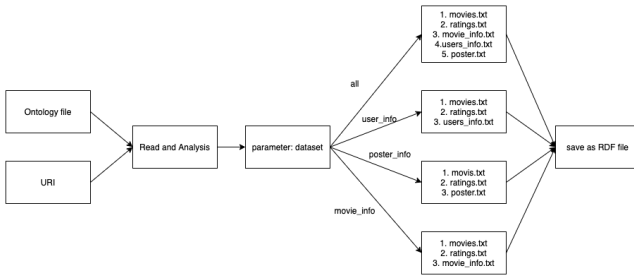 Ontology file
URI
Read and Analysis
parameter: dataset
all
user_info
poster_info
movie_info
1. movies.txt
2. ratings.txt
3. movie_info.txt
4.users_info.txt
5. poster.txt
1. movies.txt
2. ratings.txt
3. users_info.txt
1. movis.txt
2. ratings.txt
3. poster.txt
1. movies.txt
2. ratings.txt
3. movie_info.txt
save as RDF file